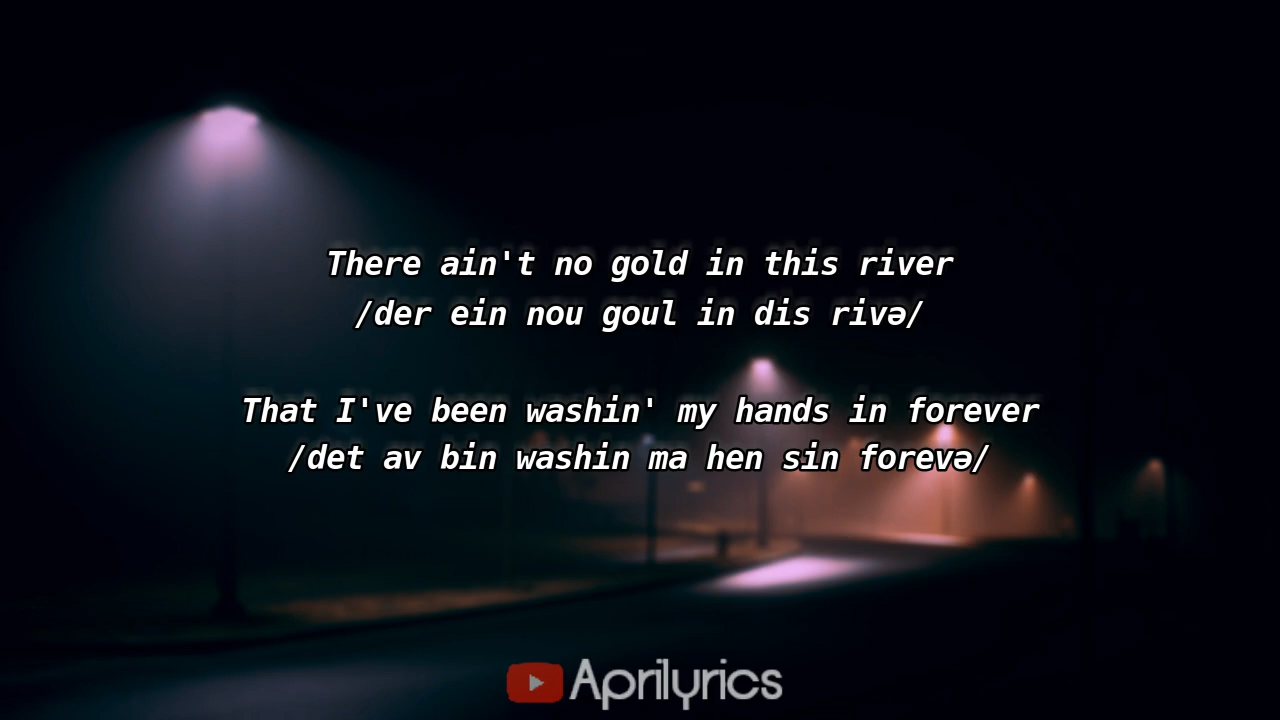 There ain't no gold in this river
/der ein nou goul in dis rivə/
That I've been washin' my hands in forever
/det av bin washin ma hen sin forevə/
Aprilyrics